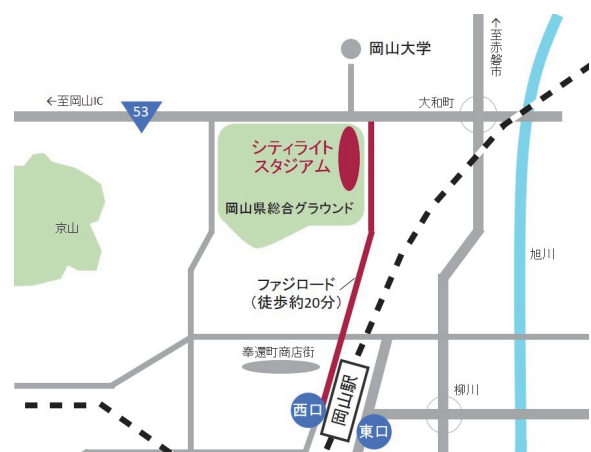 岡山大学
↑至赤磐市
←至岡山IC
53
大和町
シティライト
スタジアム
岡山県総合グラウンド
京山
旭川
ファジロード
(徒歩約20分)
奉還町商店街
岡山駅
西口
東口
柳川